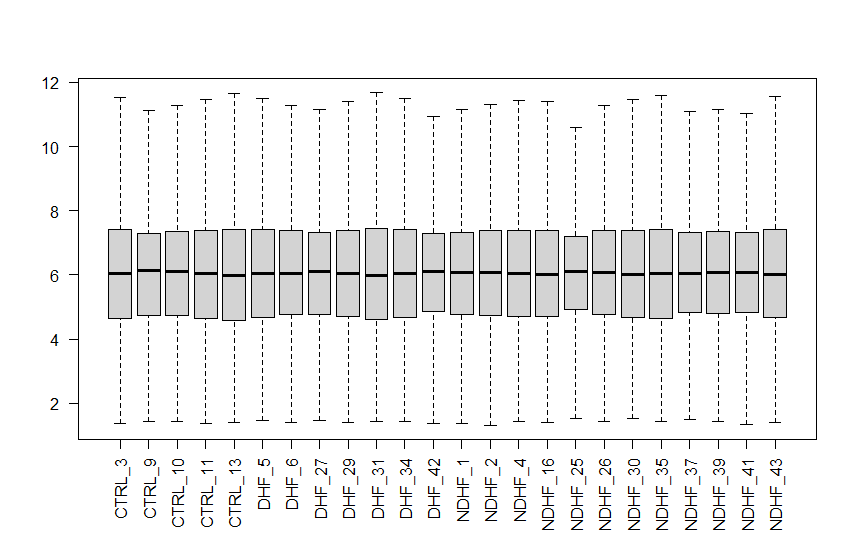 12
10
8
6
4
2
CTRL_3
CTRL_9
CTRL_10
CTRL_11
CTRL_13
DHF_5
DHF_6
DHF_27
DHF_29
DHF_31
DHF_34
DHF_42
NDHF_1
NDHF_2
NDHF_4
NDHF_16
NDHF_25
NDHF_26
NDHF_30
NDHF_35
NDHF_37
NDHF_39
NDHF_41
NDHF_43